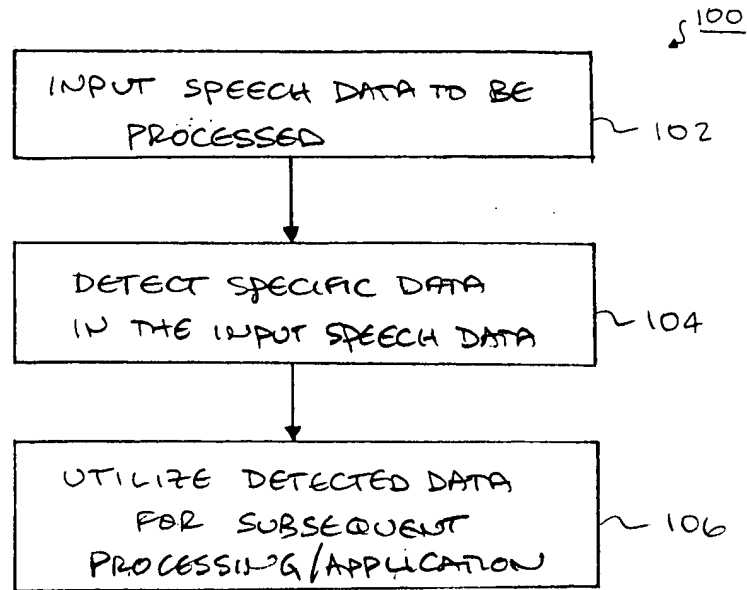 100
INPUT SPEECH DATA TO BE
PROCESSED
102
DETECT SPECIFIC DATA
IN THE INPUT SPEECH DATA
104
UTILIZE DETECTED DATA
FOR SUBSEQUENT
PROCESSING/APPLICATION
106